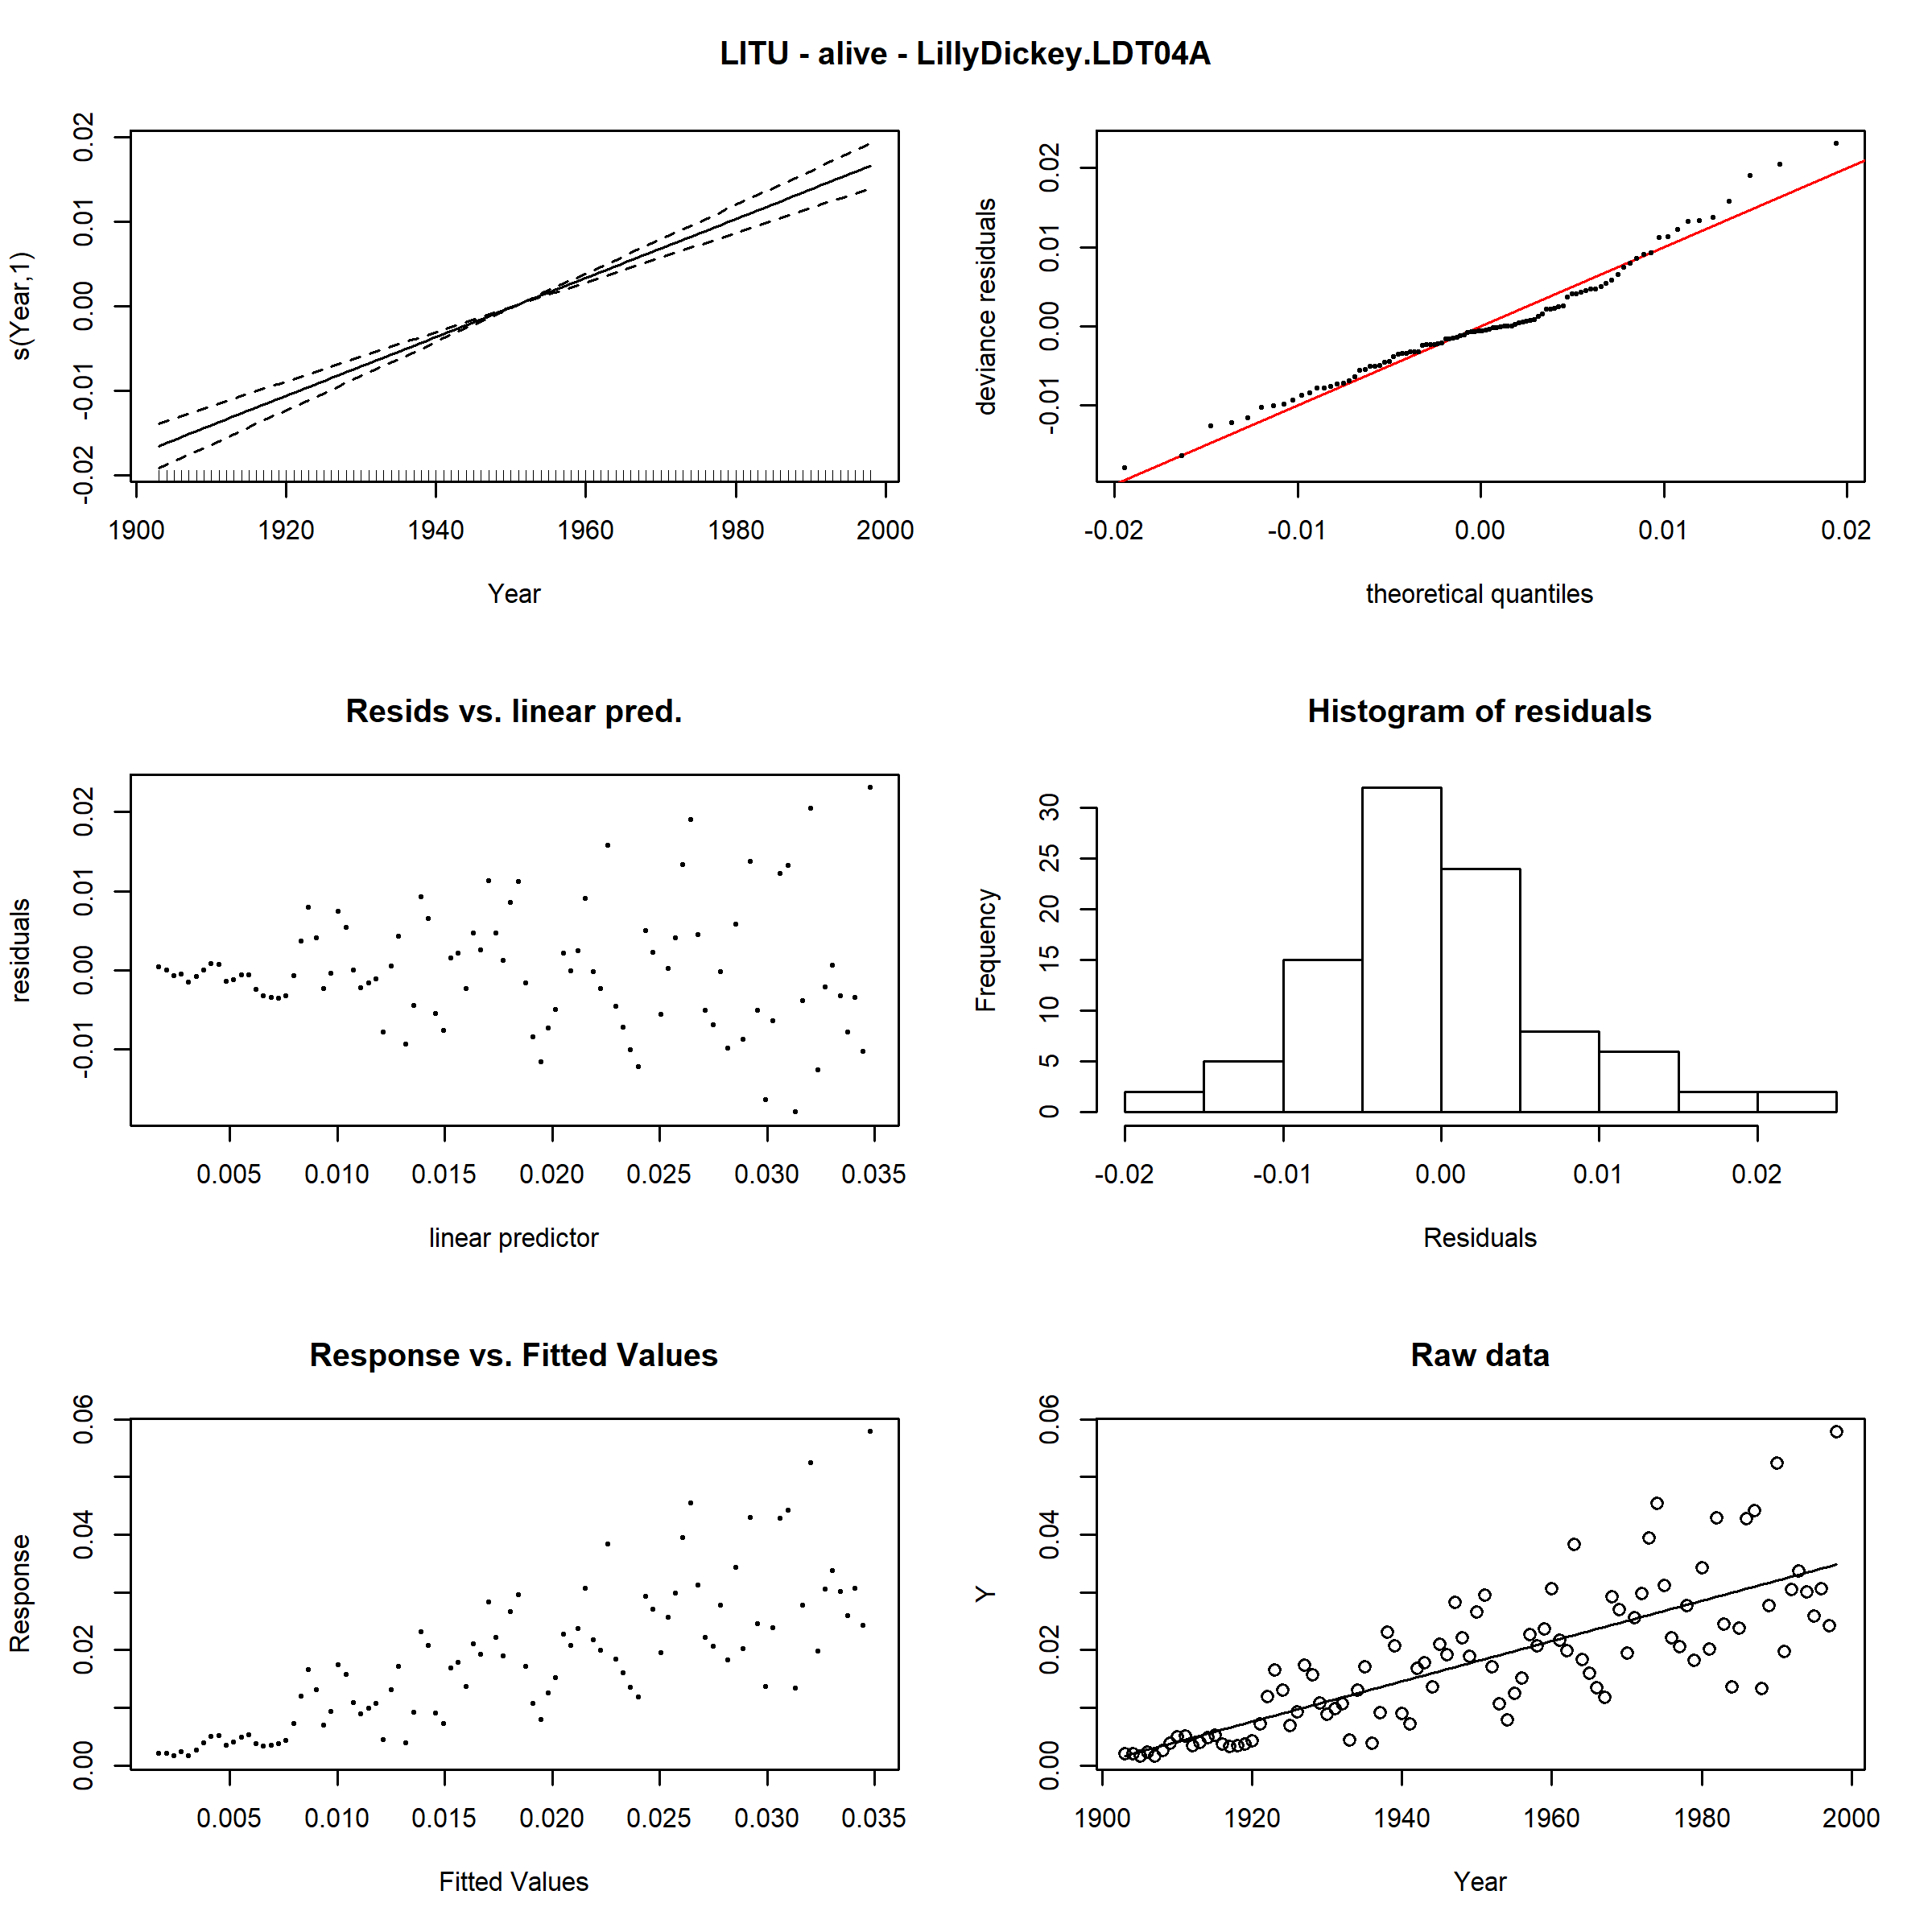 LITU - alive - LillyDickey.LDT04A
s(Year,1)
-0.02 -0.01 0.00 0.01 0.02
1900 1920 1940 1960 1980 2000
Year
deviance residuals
-0.01 0.00 0.01 0.02
-0.02 -0.01 0.00 0.01 0.02
theoretical quantiles
Resids vs. linear pred.
residuals
-0.01 0.00 0.01 0.02
0.005 0.010 0.015 0.020 0.025 0.030 0.035
linear predictor
Histogram of residuals
Frequency
0 5 10 15 20 25 30
-0.02 -0.01 0.00 0.01 0.02
Residuals
Response vs. Fitted Values
Response
0.00 0.02 0.04 0.06
0.005 0.010 0.015 0.020 0.025 0.030 0.035
Fitted Values
Raw data
Y
0.00 0.02 0.04 0.06
1900 1920 1940 1960 1980 2000
Year